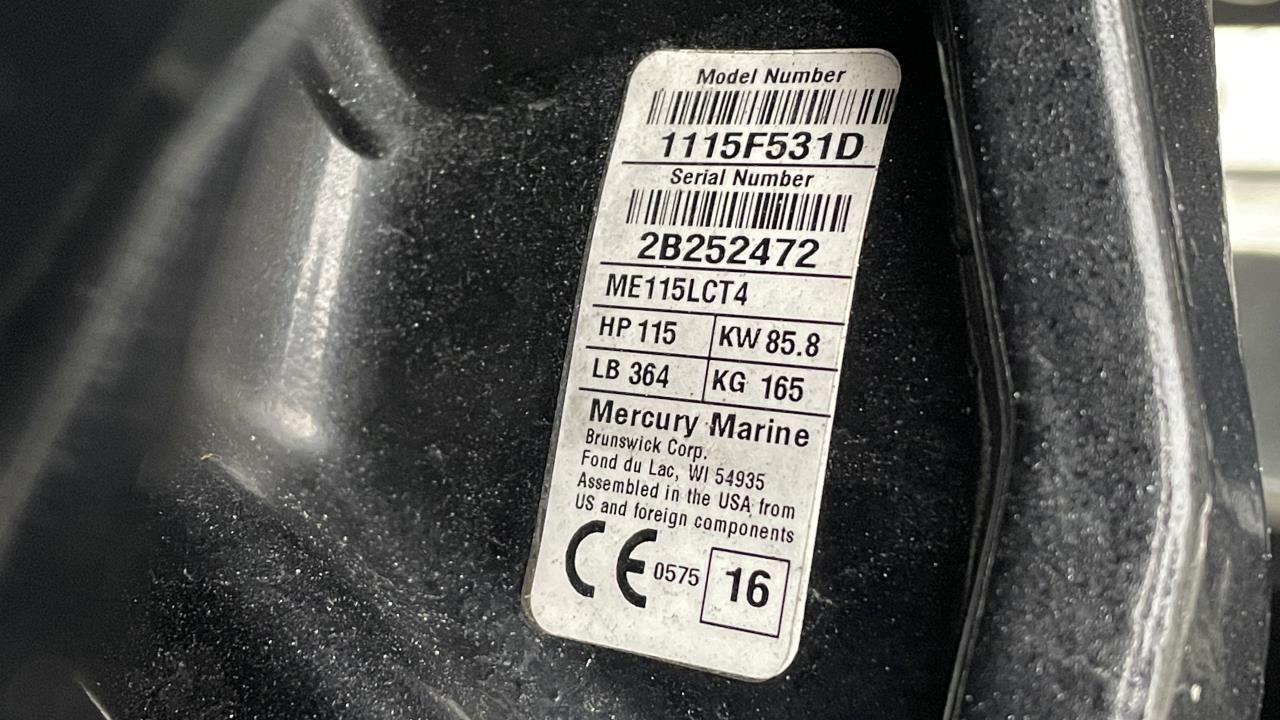 Model Number
1115F531D
Serial Number
2B252472
ME115LCT4
HP 115 KW 85.8
LB 364 KG 165
Mercury Marine
Brunswick Corp.
Fond du Lac, WI 54935
Assembled in the USA from
US and foreign components
CE 0575 16